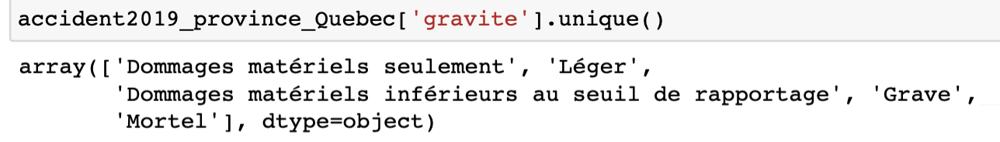 accident2019_province_Quebec['gravite'].unique()
array(['Dommages matériels seulement', 'Léger',
'Dommages matériels inférieurs au seuil de rapportage', 'Grave',
'Mortel'], dtype=object)